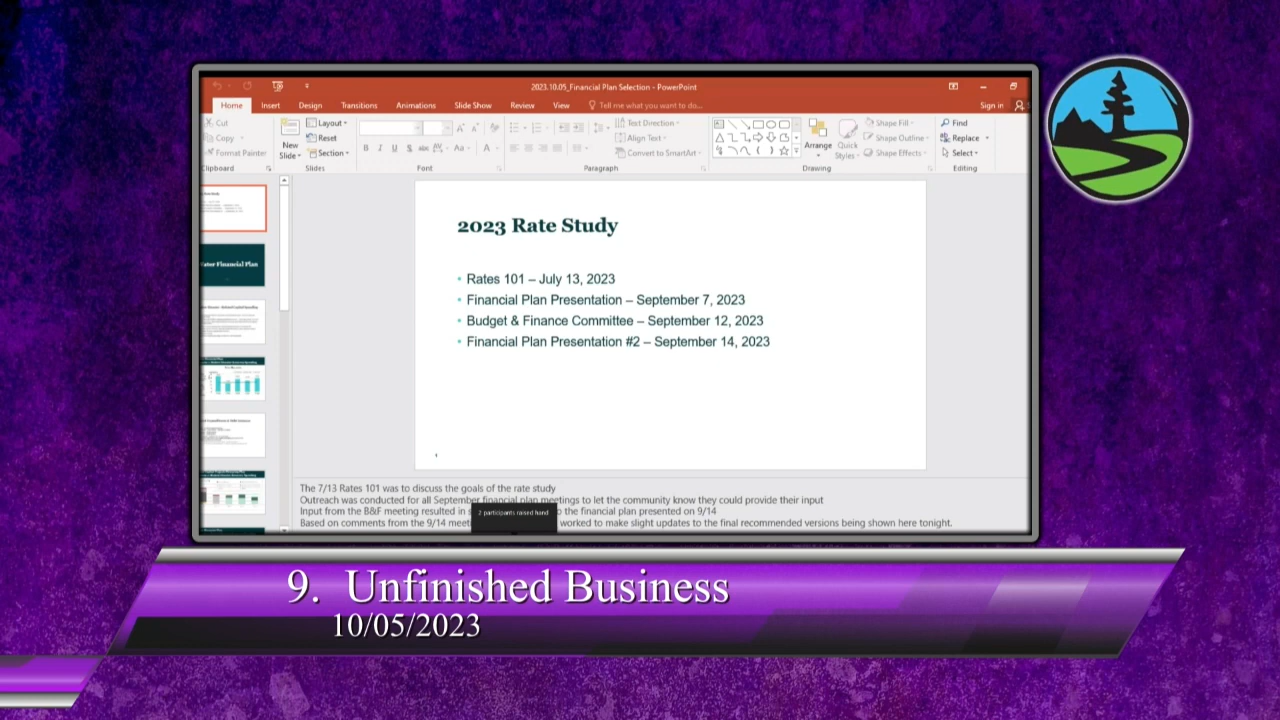 2023.10.05_Financial Plan Selection - PowerPoint
Home Insert Design Transitions Animations Slide Show Review View Tell me what you want to do... Sign in
Cut
Copy
Format Painter
Clipboard
New
Slide
Layout
Reset
Section
Slides
Font
Text Direction
Align Text
Convert to SmartArt
Paragraph
Arrange
Quick
Styles
Shape Fill
Shape Outline
Shape Effects
Drawing
Find
Replace
Select
Editing
Water Financial Plan
2023 Rate Study
• Rates 101 – July 13, 2023
• Financial Plan Presentation – September 7, 2023
• Budget & Finance Committee – September 12, 2023
• Financial Plan Presentation #2 – September 14, 2023
1
The 7/13 Rates 101 was to discuss the goals of the rate study
Outreach was conducted for all September financial plan meetings to let the community know they could provide their input
Input from the B&F meeting resulted in s the financial plan presented on 9/14
Based on comments from the 9/14 meeti worked to make slight updates to the final recommended versions being shown here tonight.
2 participants raised hand
9. Unfinished Business
10/05/2023